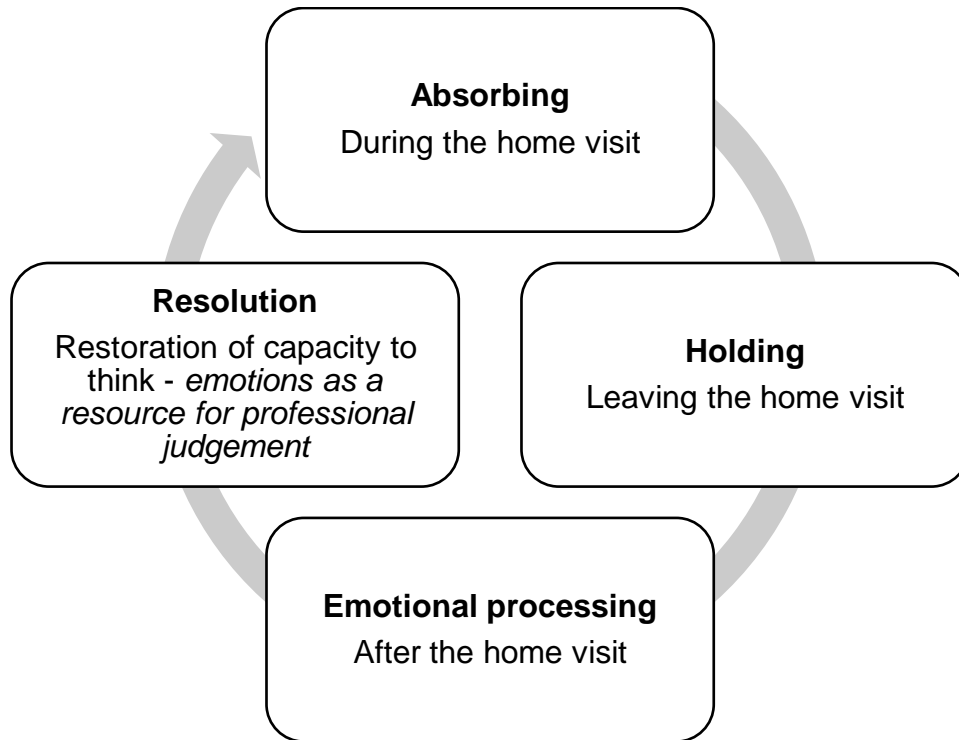 Absorbing
During the home visit
Holding
Leaving the home visit
Emotional processing
After the home visit
Resolution
Restoration of capacity to
think - emotions as a
resource for professional
judgement